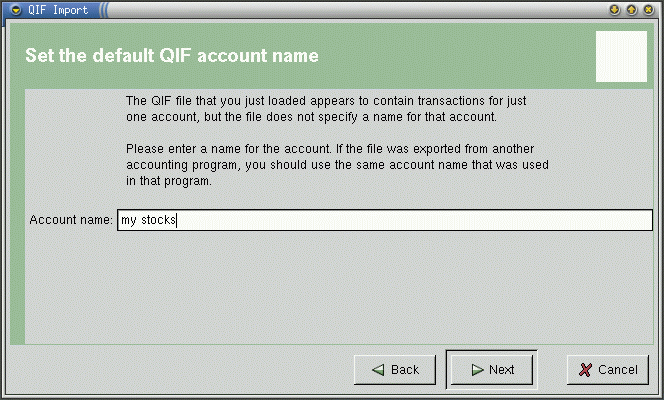 QIF Import
Set the default QIF account name
The QIF file that you just loaded appears to contain transactions for just
one account, but the file does not specify a name for that account.
Please enter a name for the account. If the file was exported from another
accounting program, you should use the same account name that was used
in that program.
Account name: my stocks
Back Next Cancel